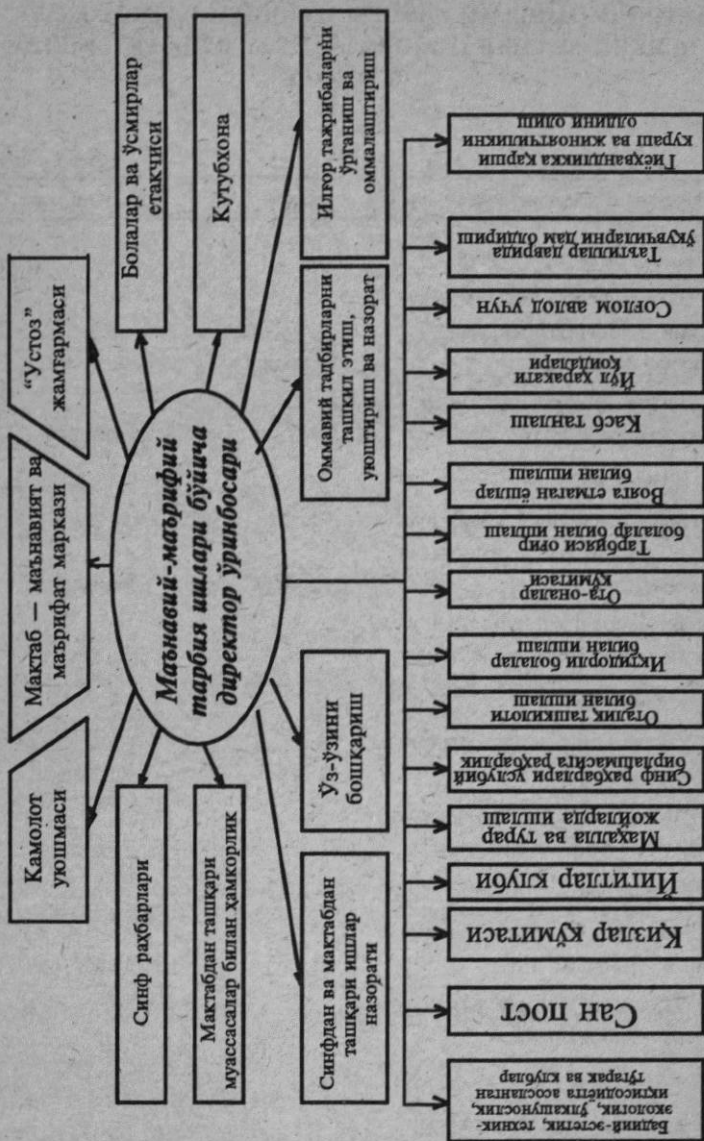 Камолот
уюшмаси
Мактаб — маънавият ва
маърифат маркази
“Устоз”
жамғармаси
Синф раҳбарлари
Мактабдан ташқари
муассасалар билан ҳамкорлик
Маънавий-маърифий
тарбия ишлари бўйича
директор ўринбосари
Болалар ва ўсмирлар
етакчиси
Кутубхона
Синфдан ва мактабдан
ташқари ишлар
назорати
Ўз-ўзини
бошқариш
Оммавий тадбирларни
ташкил этиш,
уюштириш ва назорат
Илғор тажрибаларни
ўрганиш ва
оммалаштириш
Бадиий-эстетик, техник-
экологик, ўлкашунослик,
иқтисодиётга асосланган
тўгарак ва клублар
Сан пост
Қизлар қўмитаси
Йигитлар клуби
Маҳалла ва турар
жойларда ишлаш
Синф раҳбарлари услубий
бирлашмасига раҳбарлик
Оталиқ ташкилоти
билан ишлаш
Иқтидорли болалар
билан ишлаш
Ота-оналар
қўмитаси
Тарбияси оғир
болалар билан ишлаш
Вояга етмаган ёшлар
билан ишлаш
Касб танлаш
Йўл ҳаракати
қоидалари
Соғлом авлод учун
Таътиллар даврида
ўқувчиларни дам олдириш
Гиёҳвандликка қарши
кураш ва жиноятчиликни
олдини олиш